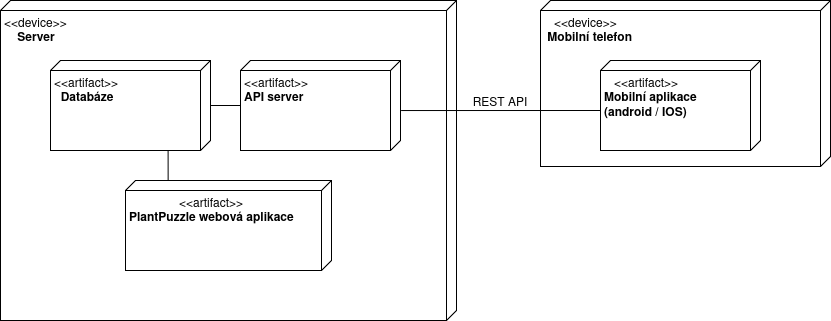 <<device>>
Server
<<artifact>>
Databáze
<<artifact>>
API server
<<artifact>>
PlantPuzzle webová aplikace
REST API
<<device>>
Mobilní telefon
<<artifact>>
Mobilní aplikace
(android / IOS)